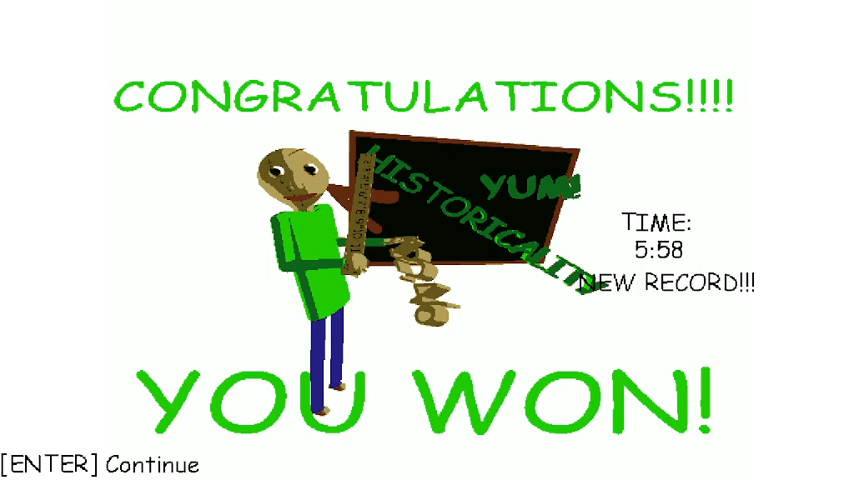 CONGRATULATIONS!!!!
HISTORICALITY
YUM!
TIME:
5:58
NEW RECORD!!!
YOU WON!
[ENTER] Continue